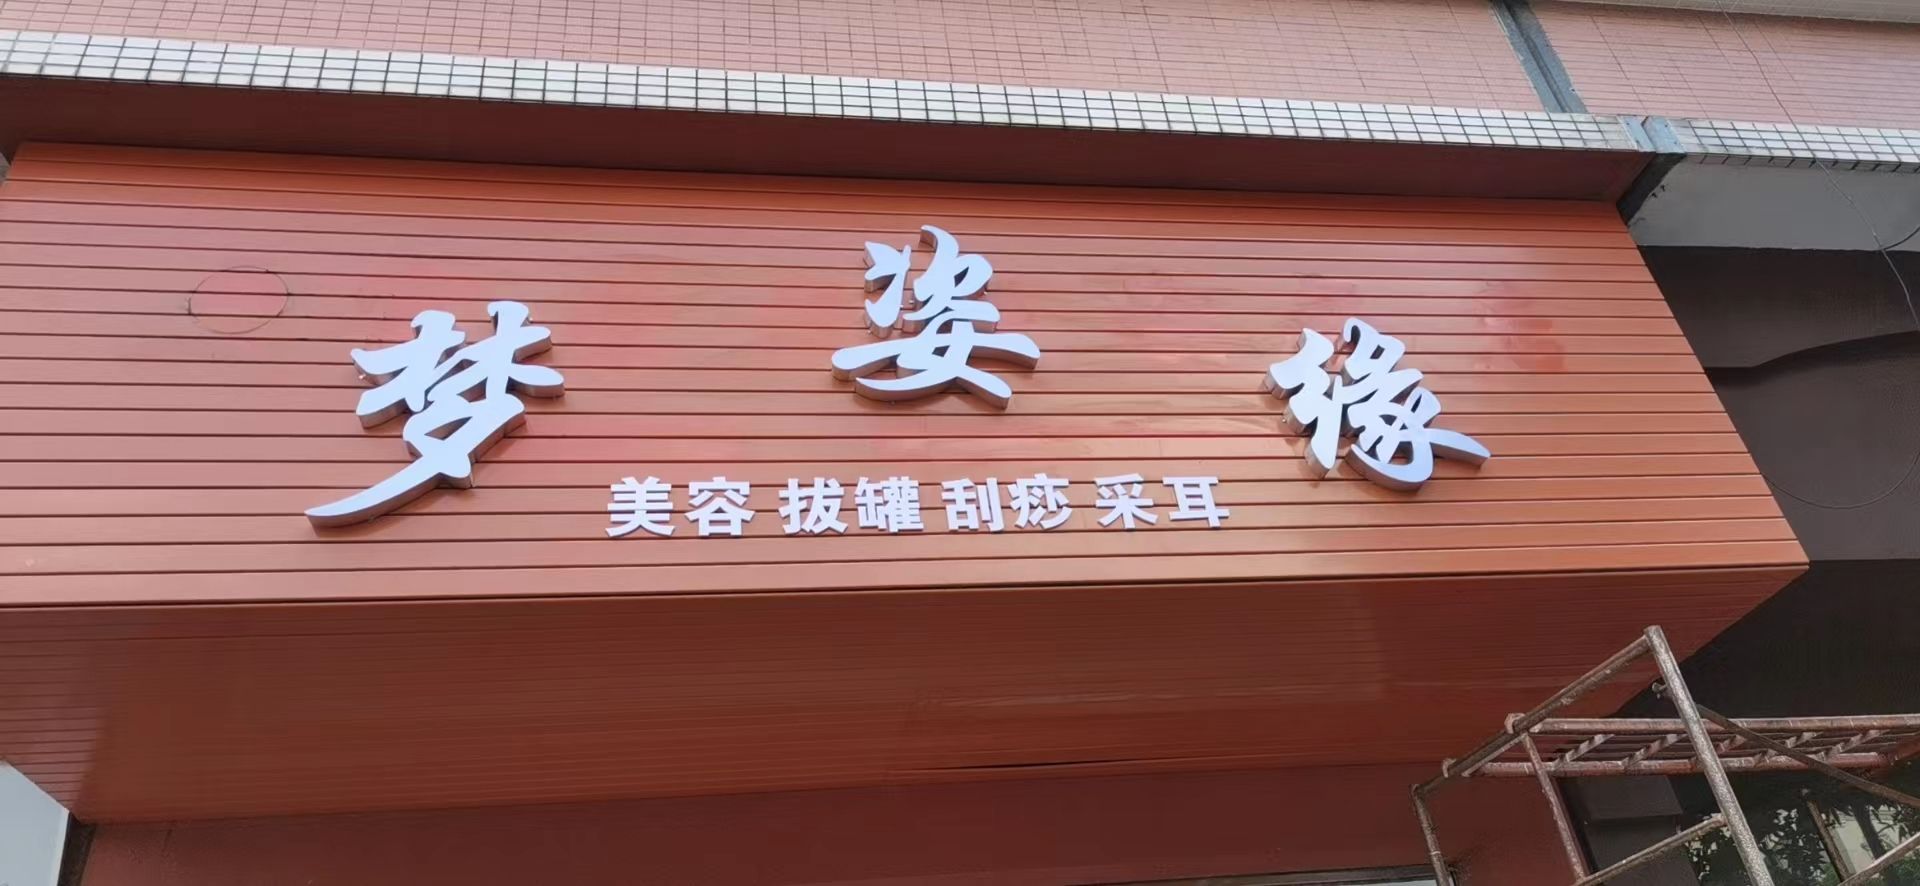 梦姿缘
美容 拔罐 刮痧 采耳